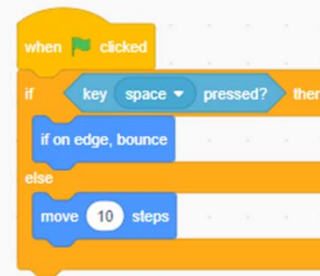 when clicked
if key space pressed? then
if on edge, bounce
else
move 10 steps